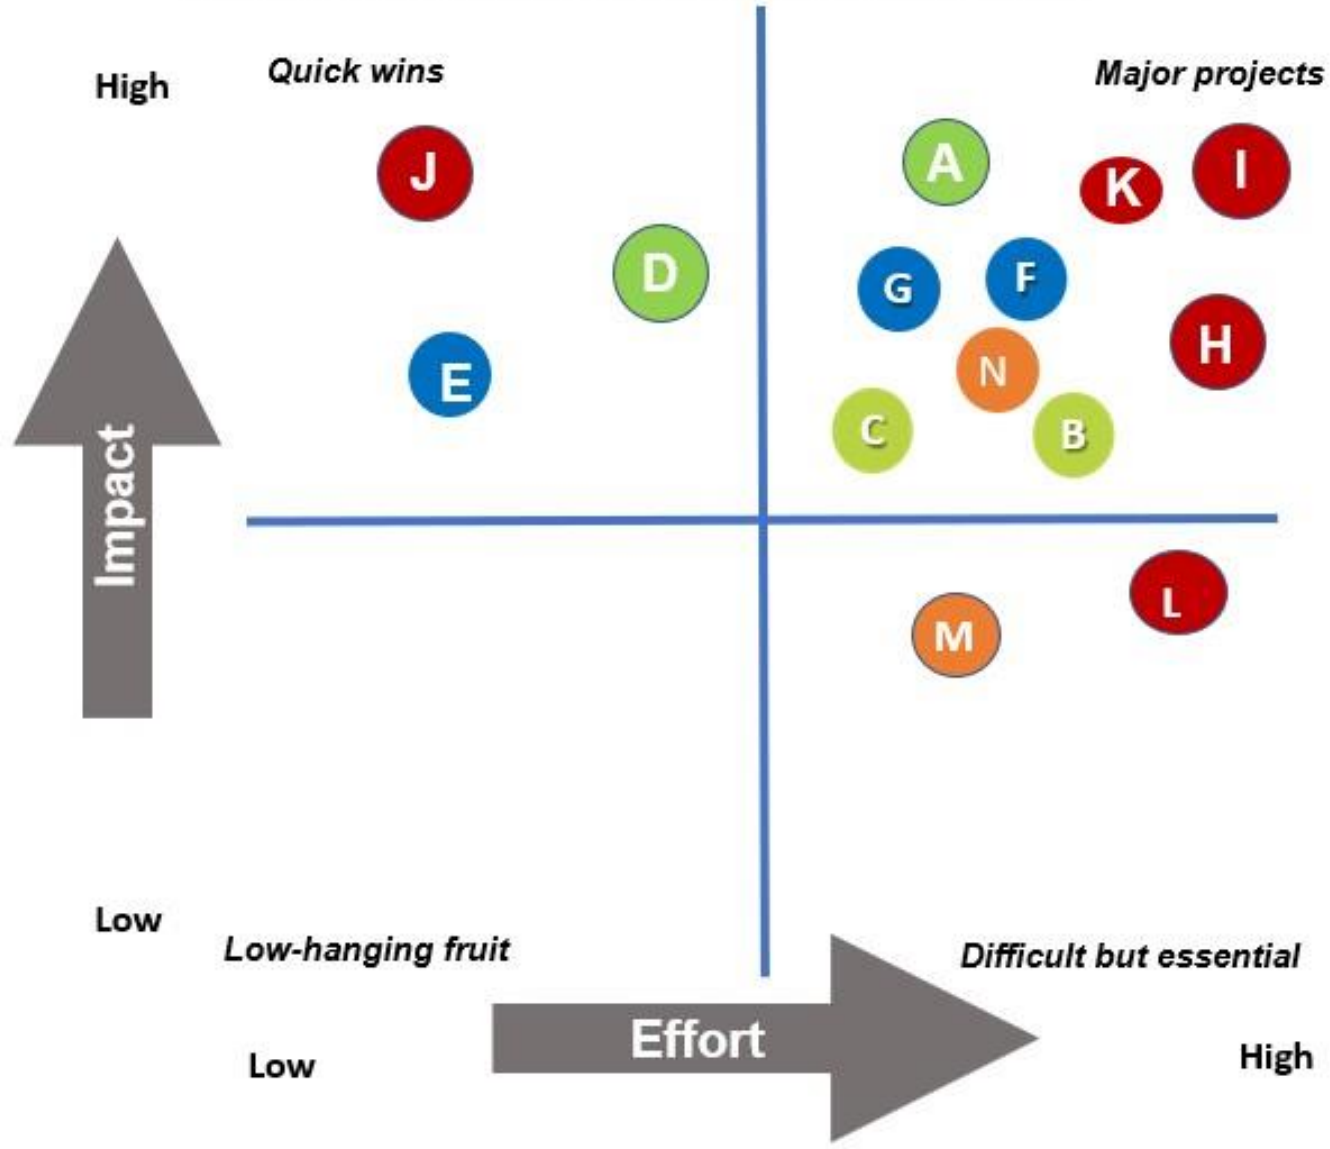 High
Quick wins
Major projects
J
A
K
I
D
G
F
E
N
H
C
B
Impact
L
M
Low
Low-hanging fruit
Difficult but essential
Effort
Low
High